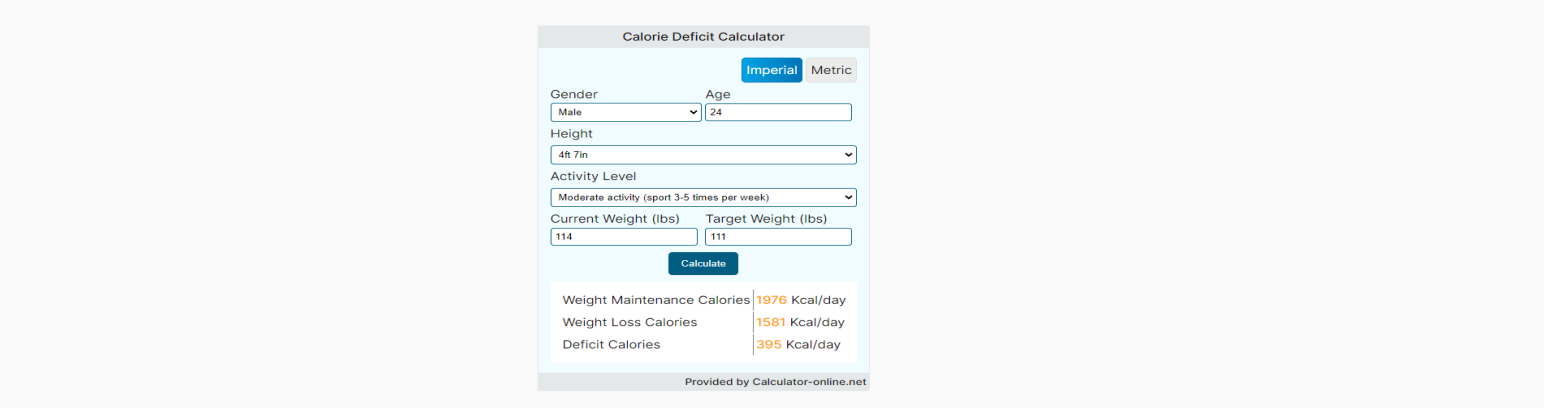 Calorie Deficit Calculator
Imperial Metric
Gender Age
Male 24
Height
4ft 7in
Activity Level
Moderate activity (sport 3-5 times per week)
Current Weight (lbs) Target Weight (lbs)
114 111
Calculate
Weight Maintenance Calories 1976 Kcal/day
Weight Loss Calories 1581 Kcal/day
Deficit Calories 395 Kcal/day
Provided by Calculator-online.net